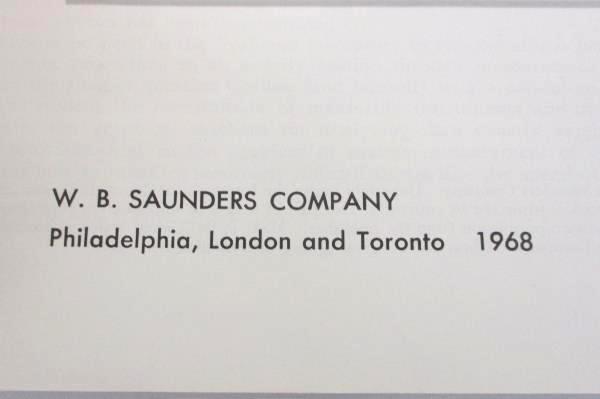 W. B. SAUNDERS COMPANY
Philadelphia, London and Toronto 1968